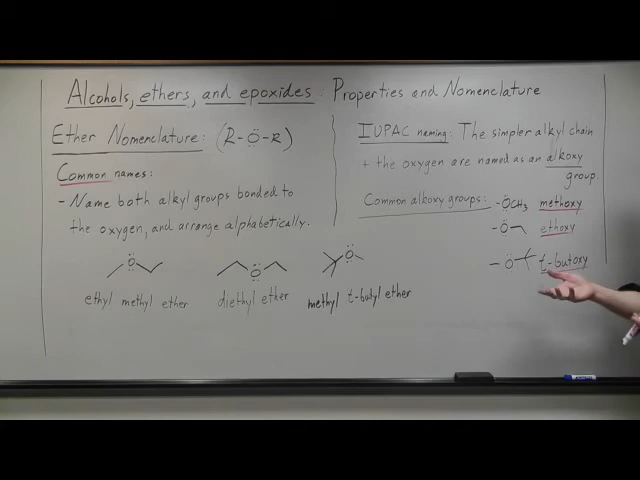 Alcohols, ethers, and epoxides: Properties and Nomenclature
Ether Nomenclature: (R-Ö-R)
Common names:
- Name both alkyl groups bonded to
the oxygen, and arrange alphabetically.
O
ethyl methyl ether
O
diethyl ether
O
methyl t-butyl ether
IUPAC naming: The simpler alkyl chain
+ the oxygen are named as an alkoxy
group.
Common alkoxy groups: -ÖCH₃ methoxy
-Ö ethoxy
-Ö t-butoxy